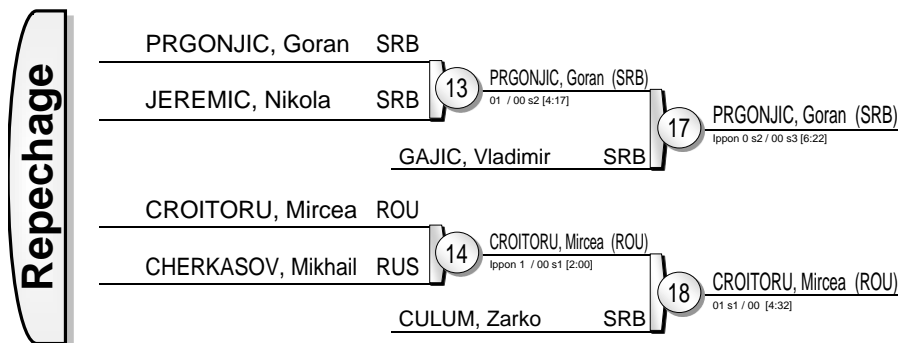 Repechage
PRGONJIC, Goran SRB
JEREMIC, Nikola SRB
13
PRGONJIC, Goran (SRB)
01 / 00 s2 [4:17]
GAJIC, Vladimir SRB
17
PRGONJIC, Goran (SRB)
Ippon 0 s2 / 00 s3 [6:22]
CROITORU, Mircea ROU
CHERKASOV, Mikhail RUS
14
CROITORU, Mircea (ROU)
Ippon 1 / 00 s1 [2:00]
CULUM, Zarko SRB
18
CROITORU, Mircea (ROU)
01 s1 / 00 [4:32]